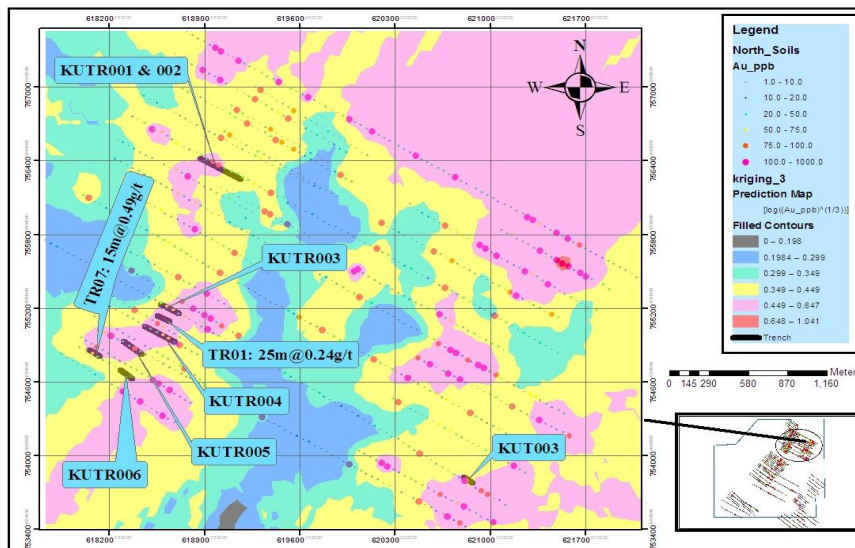 618200
618900
619600
620300
621000
621700
757000
756400
755800
755200
754600
754000
753400
KUTR001 & 002
TR07: 15m@0.49g/t
KUTR003
TR01: 25m@0.24g/t
KUTR004
KUTR005
KUTR006
KUT003
N
W
E
S
Legend
North_Soils
Au_ppb
1.0 - 10.0
10.0 - 20.0
20.0 - 50.0
50.0 - 75.0
75.0 - 100.0
100.0 - 1000.0
kriging_3
Prediction Map
[log((Au_ppb)^(1/3))]
Filled Contours
0 – 0.198
0.1984 – 0.299
0.299 – 0.349
0.349 – 0.449
0.449 – 0.647
0.648 – 1.041
Trench
Meter
0 145 290 580 870 1,160